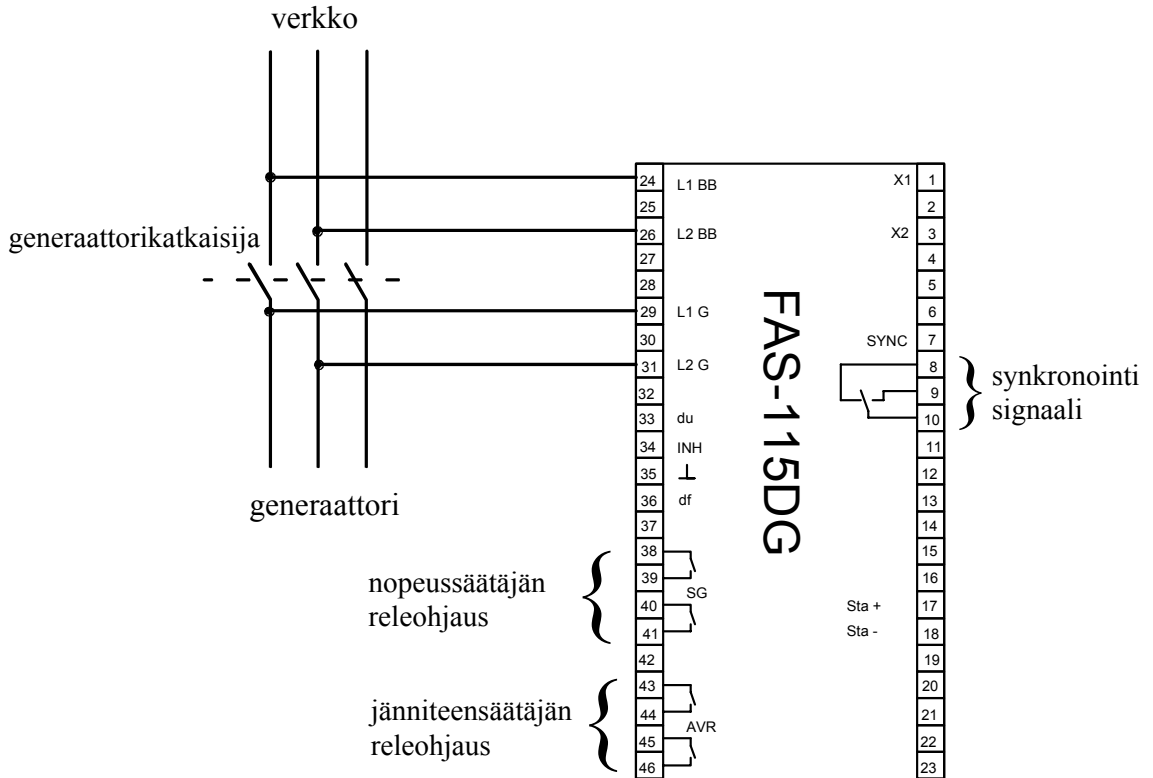 verkko
generaattorikatkaisija
generaattori
nopeussäätäjän
releohjaus
jänniteensäätäjän
releohjaus
24 L1 BB
25
26 L2 BB
27
28
29 L1 G
30
31 L2 G
32
33 du
34 INH
35
36 df
37
38
39
SG
40
41
42
43
44
AVR
45
46
FAS-115DG
X1 1
2
X2 3
4
5
6
SYNC 7
8
9
10
11
12
13
14
15
16
Sta + 17
Sta - 18
19
20
21
22
23
synkronointi
signaali